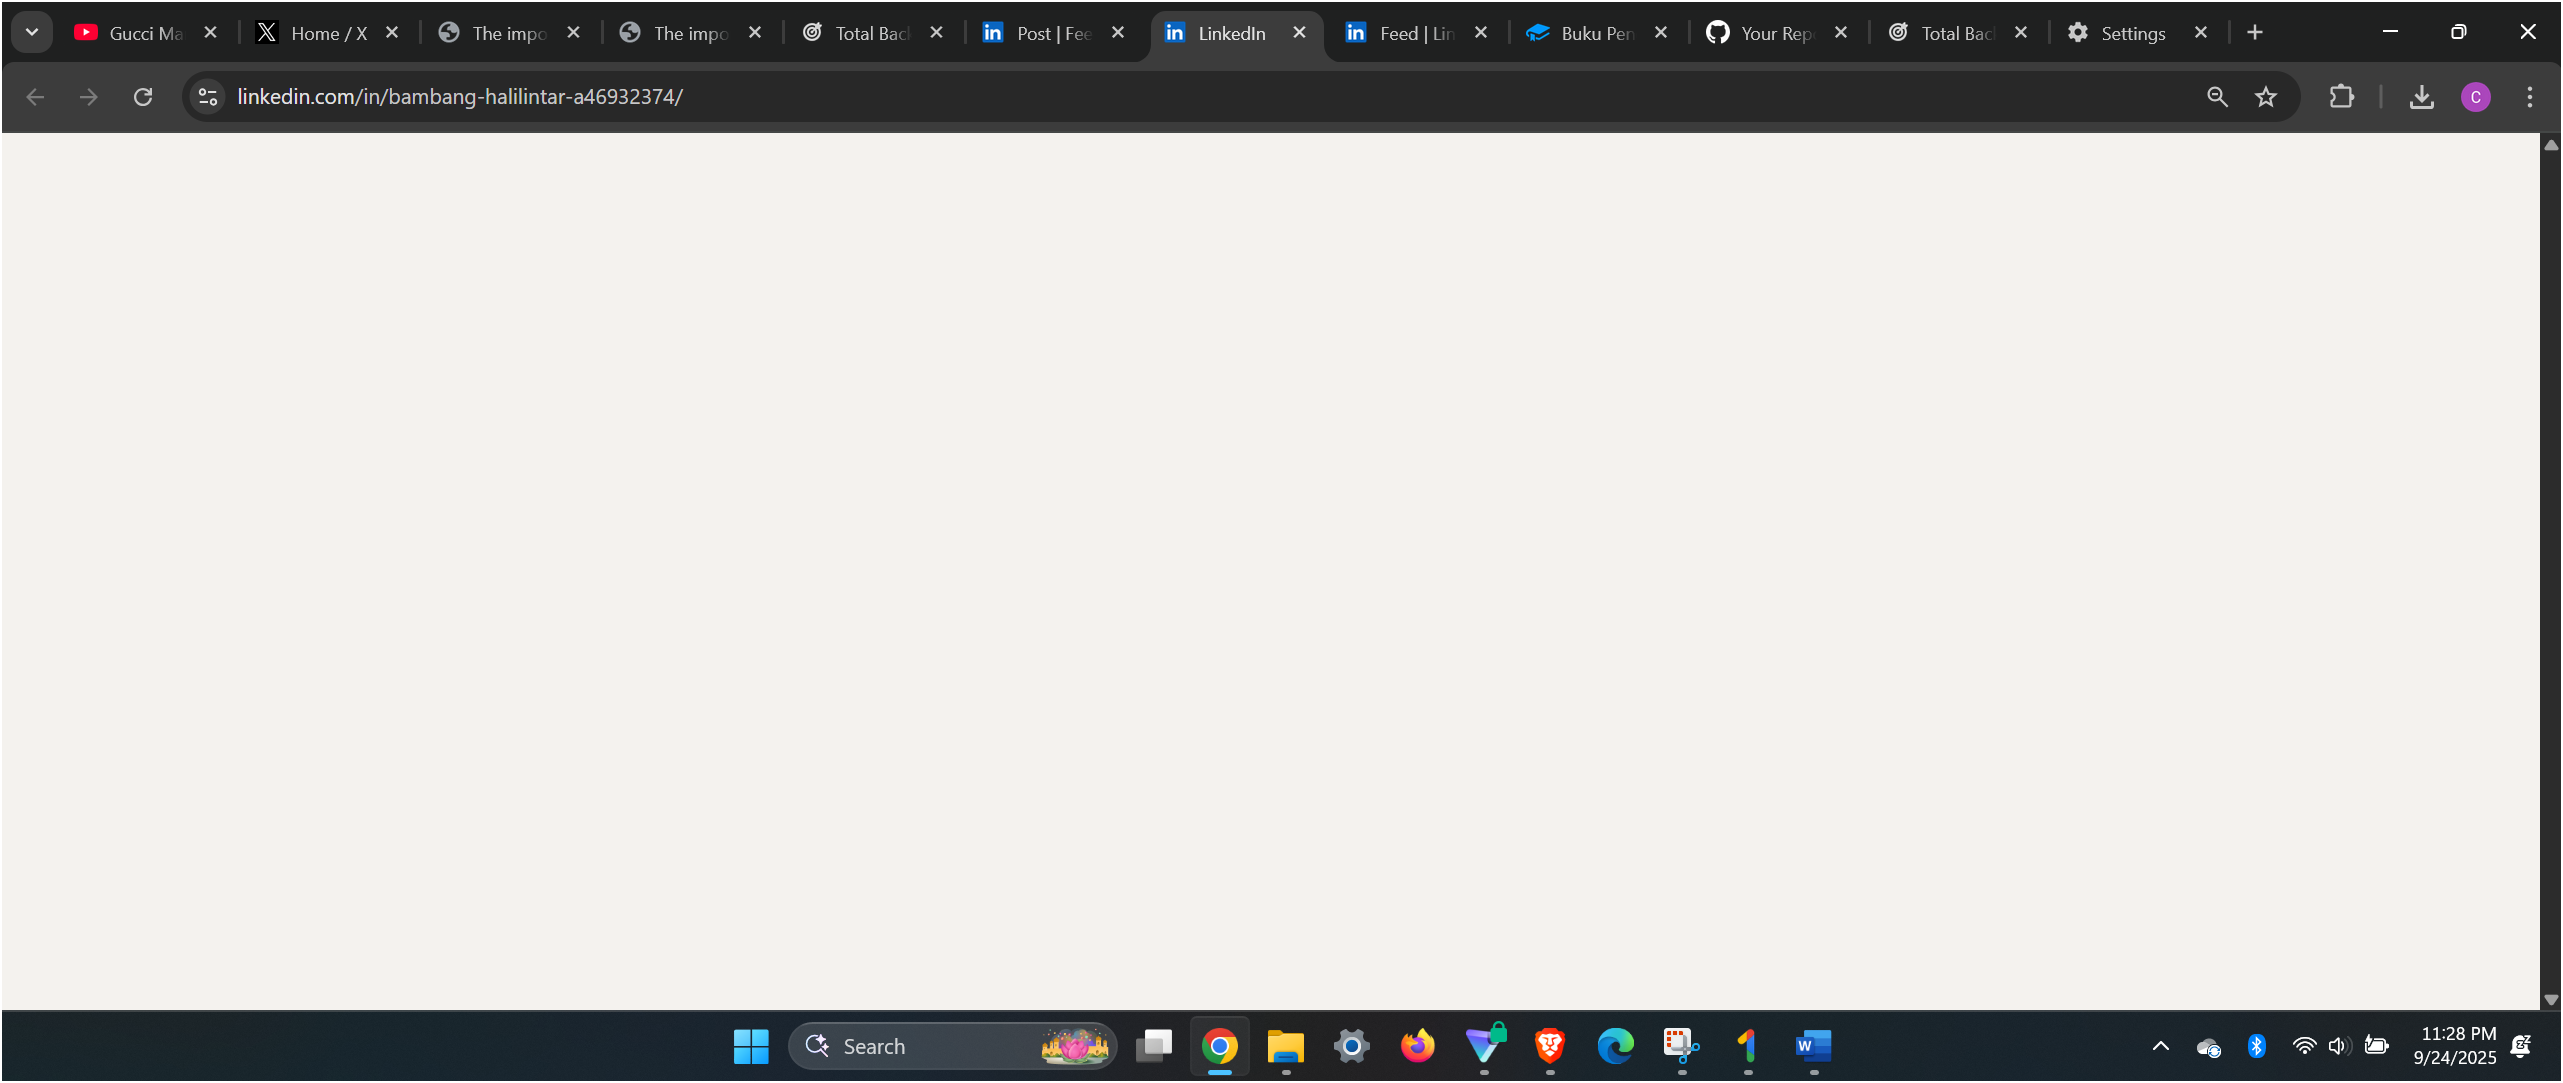 Gucci Ma
Home / X
The impo
The impo
Total Bac
Post | Fee
LinkedIn
Feed | Lin
Buku Pen
Your Rep
Total Bac
Settings
linkedin.com/in/bambang-halilintar-a46932374/
C
Search
W
11:28 PM
9/24/2025